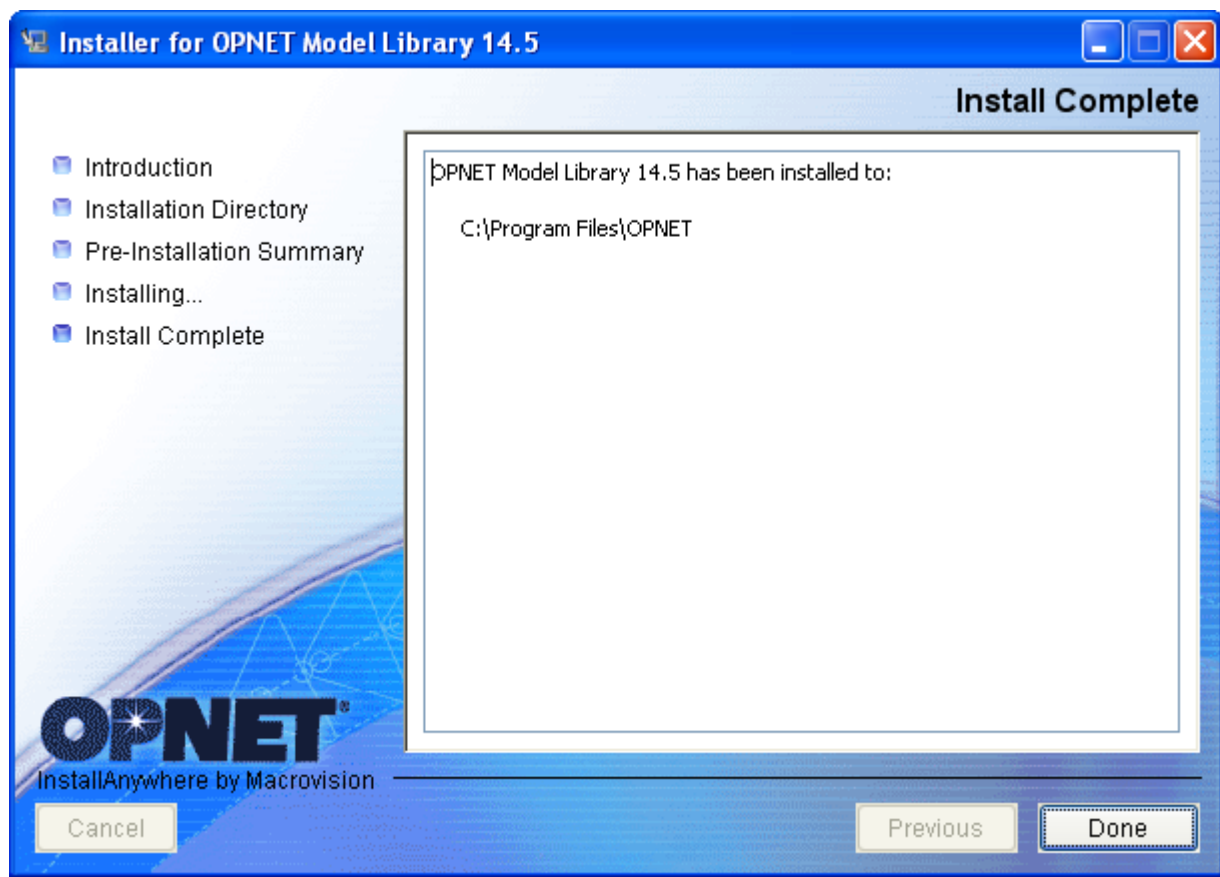 Installer for OPNET Model Library 14.5
Install Complete
Introduction
Installation Directory
Pre-Installation Summary
Installing...
Install Complete
OPNET Model Library 14.5 has been installed to:
C:\Program Files\OPNET
OPNET®
InstallAnywhere by Macrovision
Cancel
Previous
Done